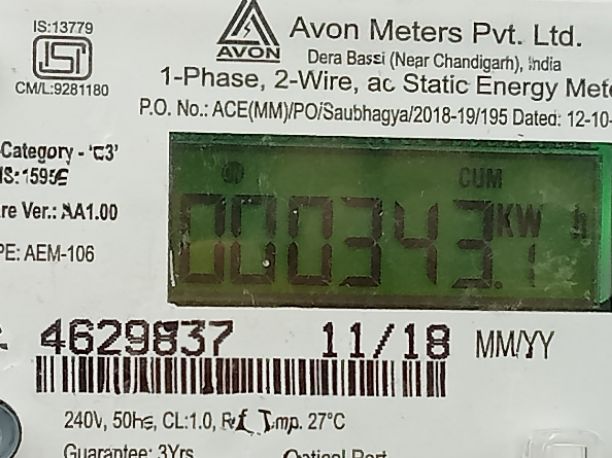 IS:13779
CM/L:9281180
AVON
Avon Meters Pvt. Ltd.
Dera Bassi (Near Chandigarh), India
1-Phase, 2-Wire, ac Static Energy Mete
P.O. No.: ACE(MM)/PO/Saubhagya/2018-19/195 Dated: 12-10-
-Category - 'C3'
IS:15959
re Ver.: AA1.00
PE: AEM-106
CUM
000343.1 KW h
4629837 11/18 MM/YY
240V, 50Hz, CL:1.0, Ref. Tmp. 27°C
Guarantee: 3Yrs. Optical Port